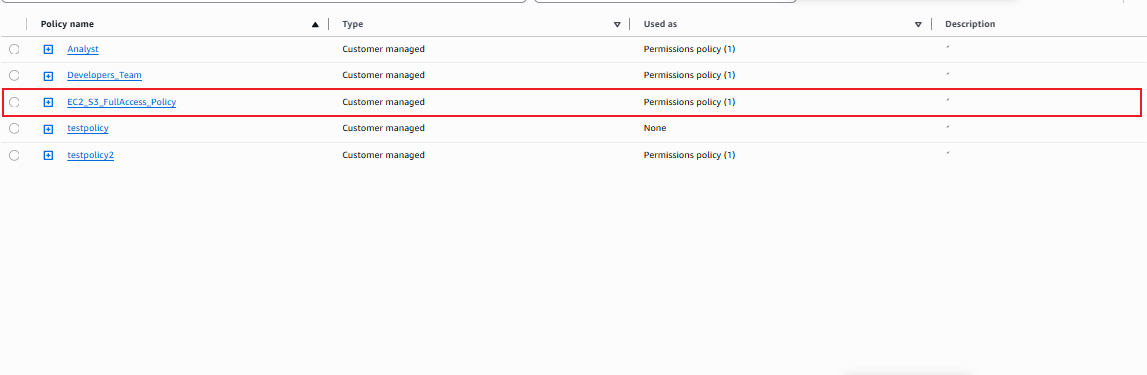 Policy name Type Used as Description
Analyst Customer managed Permissions policy (1) -
Developers_Team Customer managed Permissions policy (1) -
EC2_S3_FullAccess_Policy Customer managed Permissions policy (1) -
testpolicy Customer managed None -
testpolicy2 Customer managed Permissions policy (1) -